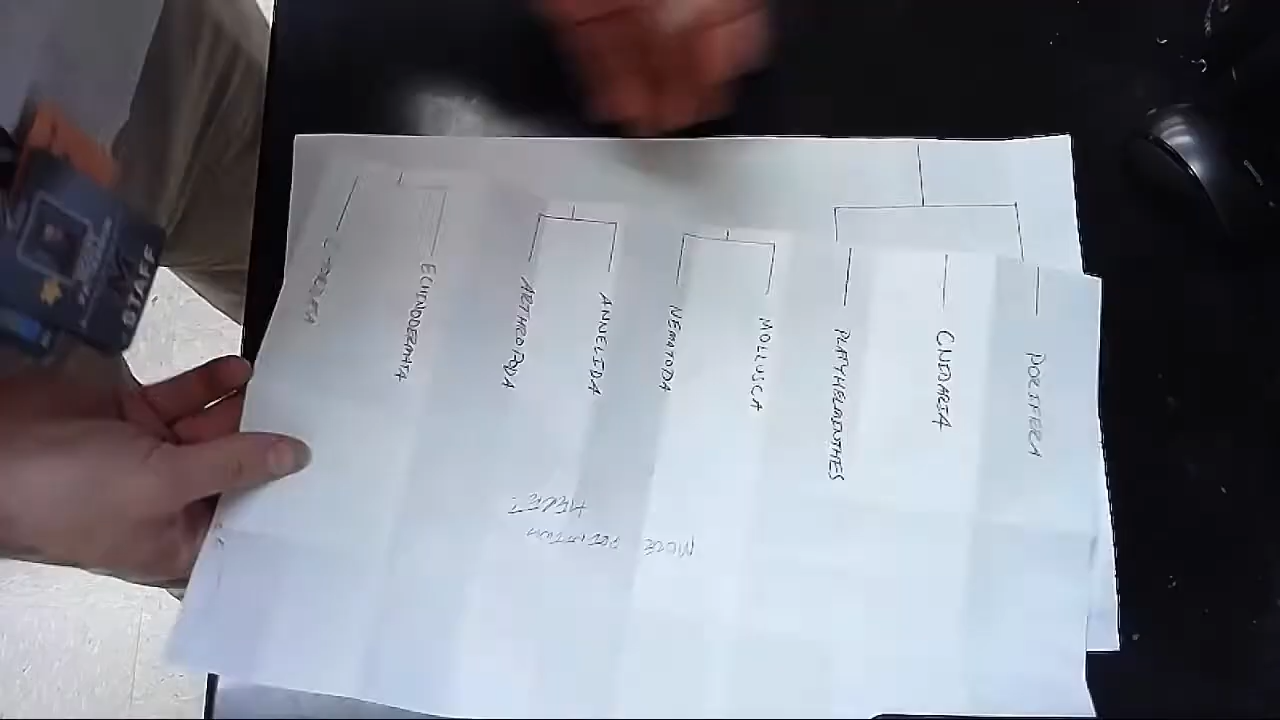 PORIFERA
CNIDARIA
PLATYHELMINTHES
MOLLUSCA
NEMATODA
ANNELIDA
ARTHROPODA
ECHINODERMATA
STAFF